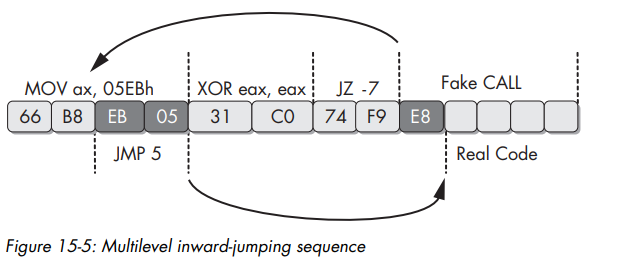 MOV ax, 05EBh XOR eax, eax JZ -7 Fake CALL
66 B8 EB 05 31 C0 74 F9 E8
JMP 5 Real Code
Figure 15-5: Multilevel inward-jumping sequence